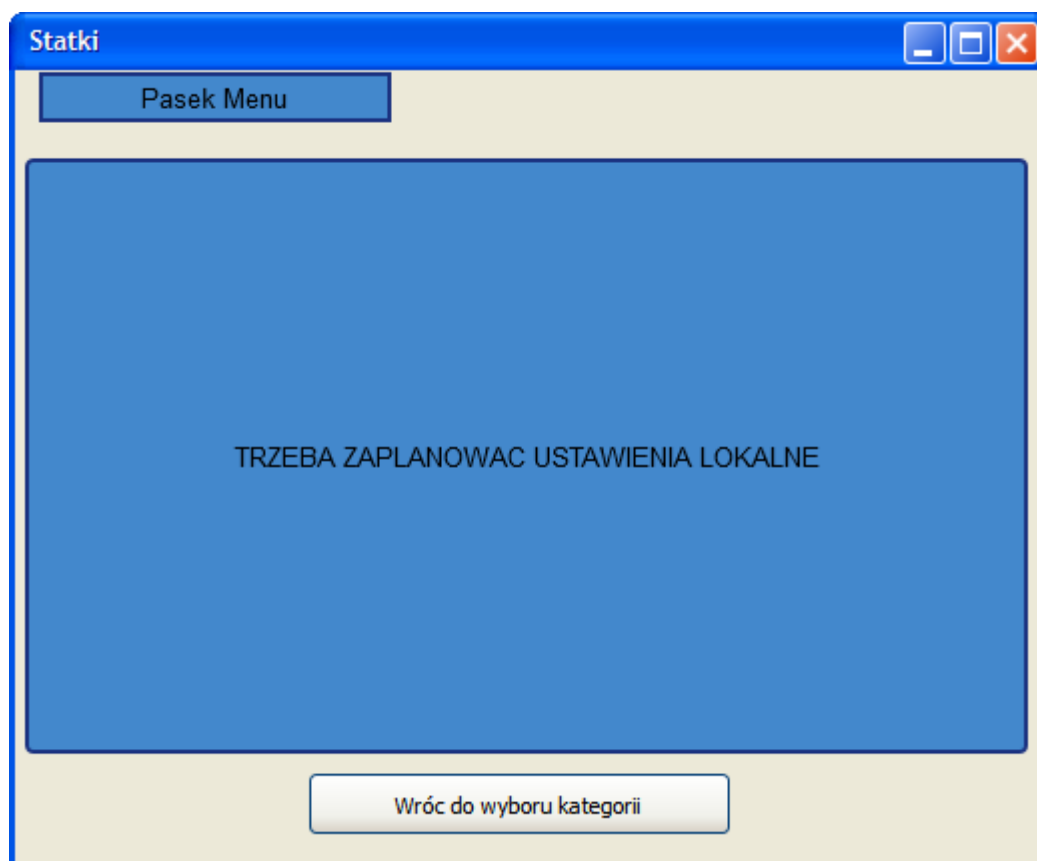 Statki
Pasek Menu
TRZEBA ZAPLANOWAC USTAWIENIA LOKALNE
Wróc do wyboru kategorii